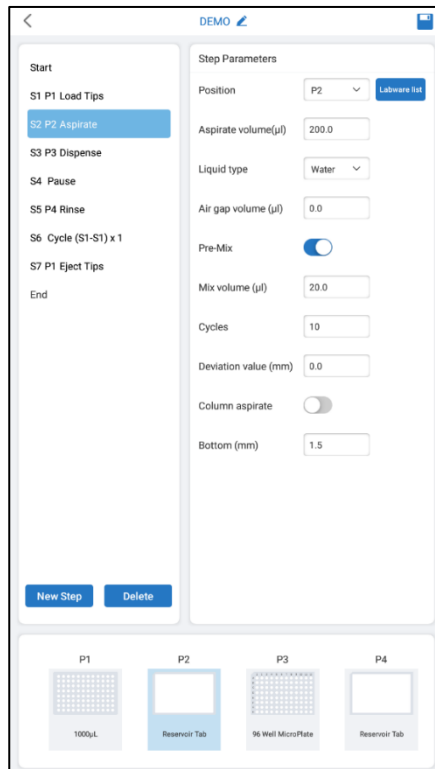 DEMO
Start
S1 P1 Load Tips
S2 P2 Aspirate
S3 P3 Dispense
S4 Pause
S5 P4 Rinse
S6 Cycle (S1-S1) x 1
S7 P1 Eject Tips
End
New Step Delete
Step Parameters
Position P2 Labware list
Aspirate volume(µl) 200.0
Liquid type Water
Air gap volume (µl) 0.0
Pre-Mix
Mix volume (µl) 20.0
Cycles 10
Deviation value (mm) 0.0
Column aspirate
Bottom (mm) 1.5
P1 P2 P3 P4
1000µL Reservoir Tab 96 Well MicroPlate Reservoir Tab